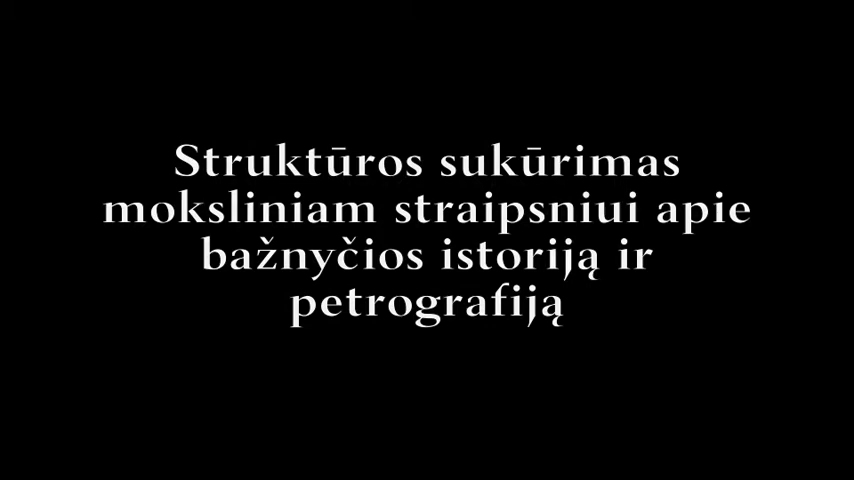 Struktūros sukūrimas
moksliniam straipsniui apie
bažnyčios istoriją ir
petrografiją